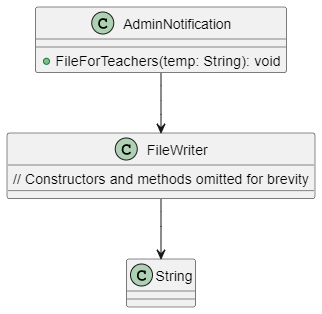 C AdminNotification
FileForTeachers(temp: String): void
C FileWriter
// Constructors and methods omitted for brevity
C String